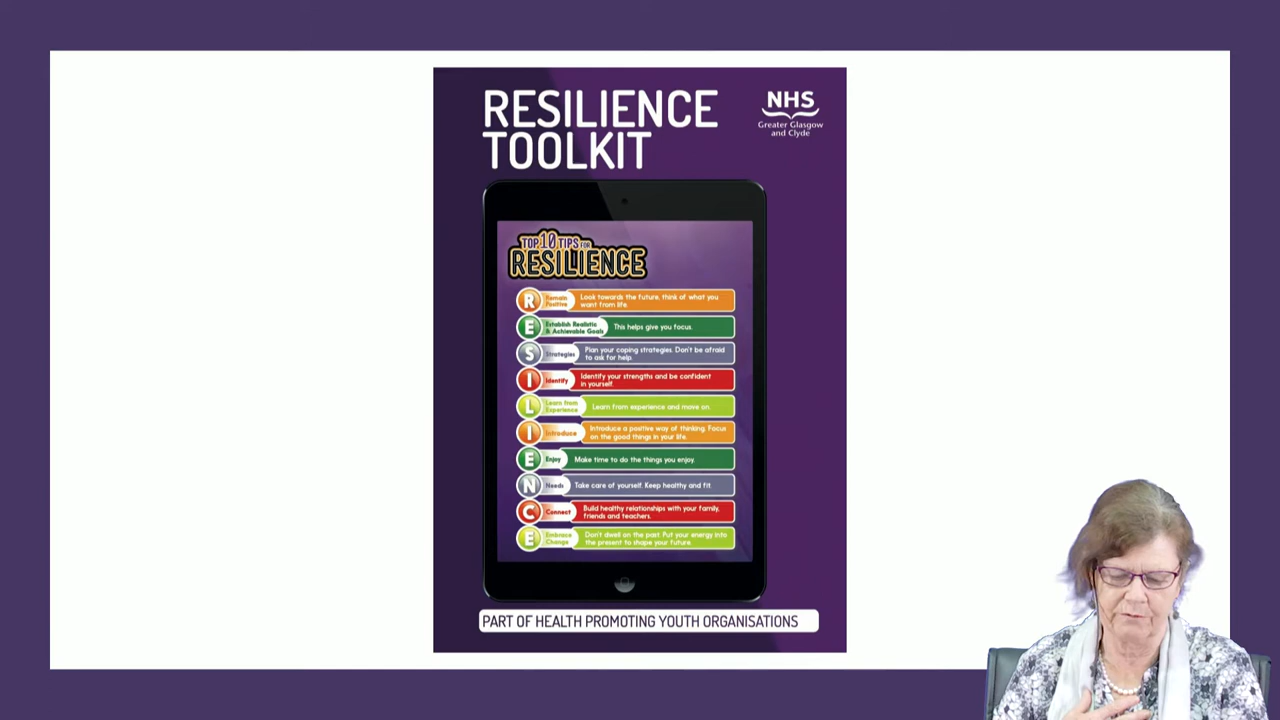 RESILIENCE
TOOLKIT
NHS
Greater Glasgow
and Clyde
TOP 10 TIPS FOR
RESILIENCE
R Remain
Positive
Look towards the future, think of what you
want from life.
E Establish Realistic
& Achievable Goals
This helps give you focus.
S Strategies
Plan your coping strategies. Don't be afraid
to ask for help.
I Identify
Identify your strengths and be confident
in yourself.
L Learn from
Experience
Learn from experience and move on.
I Introduce
Introduce a positive way of thinking. Focus
on the good things in your life.
E Enjoy
Make time to do the things you enjoy.
N Needs
Take care of yourself. Keep healthy and fit.
C Connect
Build healthy relationships with your family,
friends and teachers.
E Embrace
Change
Don't dwell on the past. Put your energy into
the present to shape your future.
PART OF HEALTH PROMOTING YOUTH ORGANISATIONS